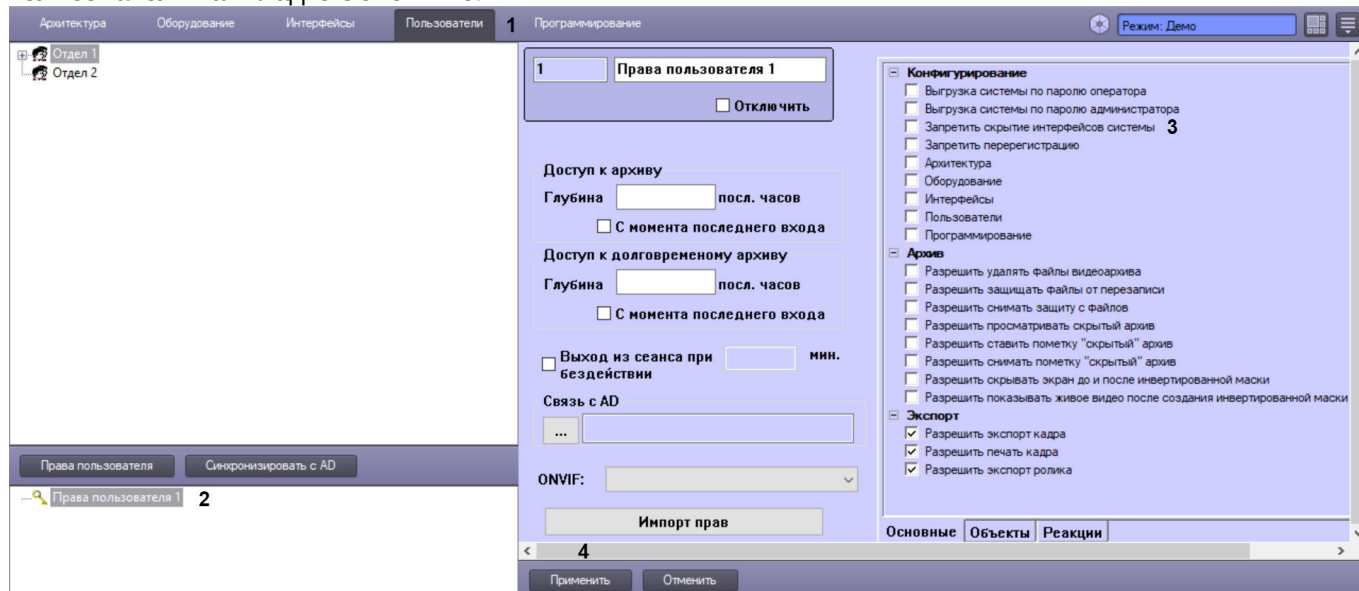 Архитектура Оборудование Интерфейсы Пользователи 1 Программирование Режим: Демо
Отдел 1
Отдел 2
Права пользователя Синхронизировать с AD
Права пользователя 1 2
1 Права пользователя 1
Отключить
Доступ к архиву
Глубина посл. часов
С момента последнего входа
Доступ к долговременому архиву
Глубина посл. часов
С момента последнего входа
Выход из сеанса при мин.
бездействии
Связь с AD
...
ONVIF:
Импорт прав
4
Применить Отменить
Конфигурирование
Выгрузка системы по паролю оператора
Выгрузка системы по паролю администратора
Запретить скрытие интерфейсов системы 3
Запретить перерегистрацию
Архитектура
Оборудование
Интерфейсы
Пользователи
Программирование
Архив
Разрешить удалять файлы видеоархива
Разрешить защищать файлы от перезаписи
Разрешить снимать защиту с файлов
Разрешить просматривать скрытый архив
Разрешить ставить пометку "скрытый" архив
Разрешить снимать пометку "скрытый" архив
Разрешить скрывать экран до и после инвертированной маски
Разрешить показывать живое видео после создания инвертированной маски
Экспорт
Разрешить экспорт кадра
Разрешить печать кадра
Разрешить экспорт ролика
Основные Объекты Реакции